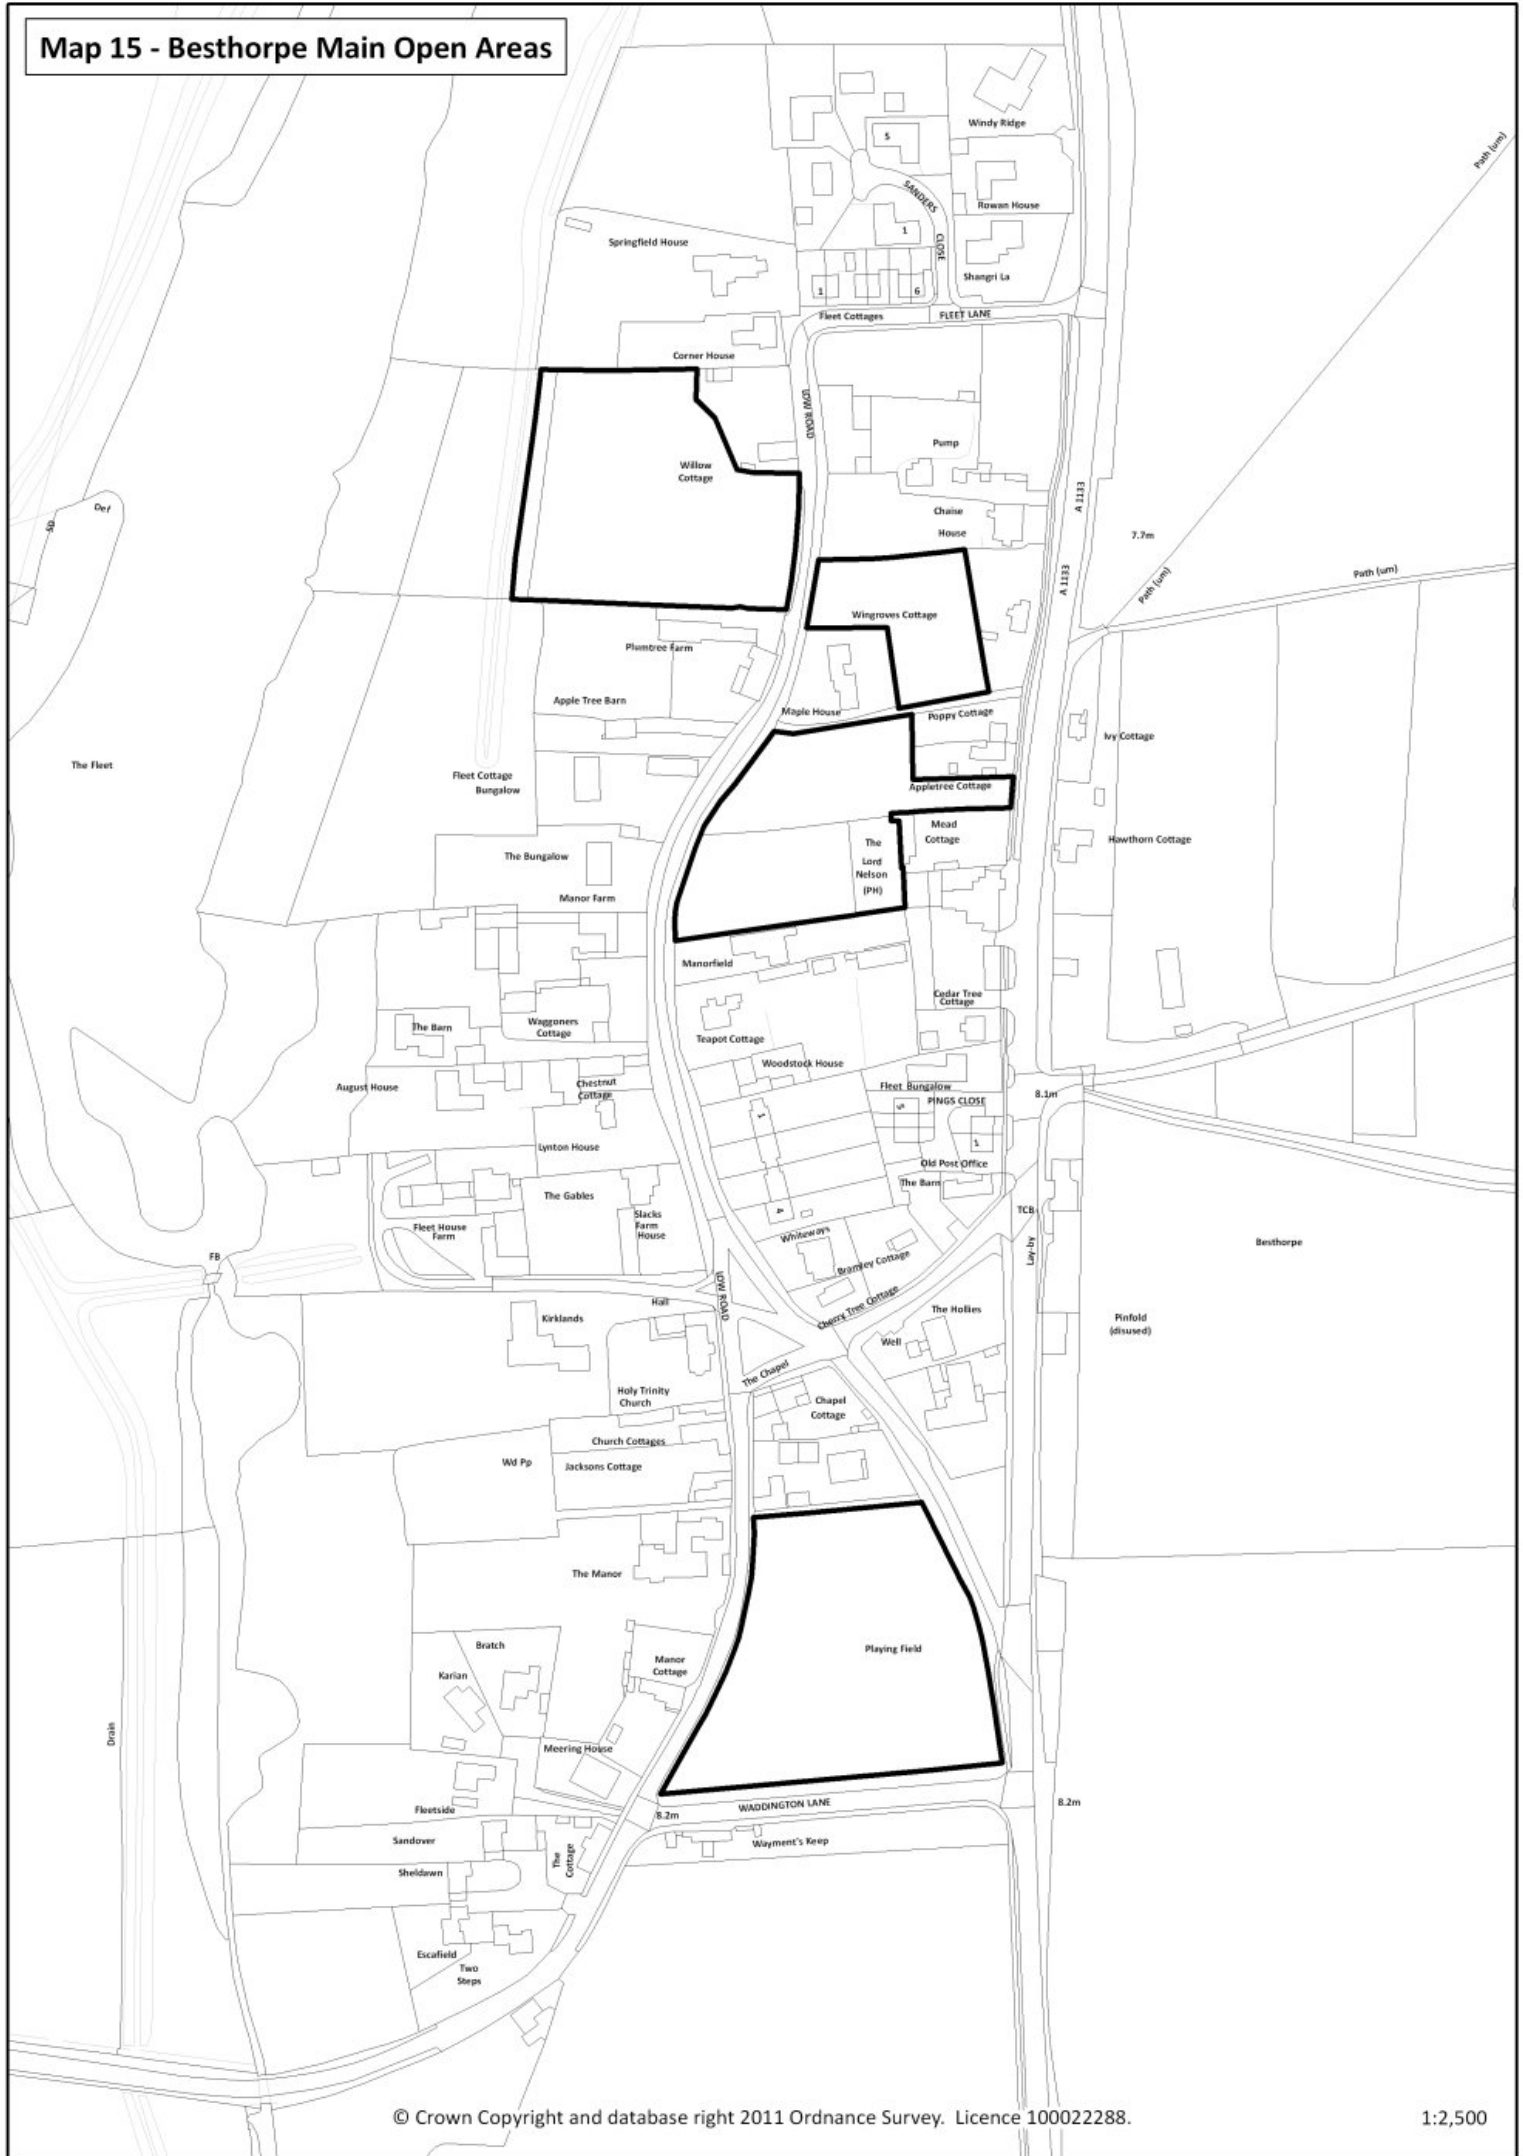 Map 15 - Besthorpe Main Open Areas
Windy Ridge
Path (um)
5
SANDERS
CLOSE
Rowan House
1
Springfield House
Shangri La
1
6
Fleet Cottages
FLEET LANE
Corner House
LOW ROAD
Pump
Willow
Cottage
A 1133
Def
SD
Chaise
House
7.7m
A 1133
Path (um)
Path (um)
Wingroves Cottage
Plumtree Farm
Apple Tree Barn
Maple House
Poppy Cottage
Ivy Cottage
The Fleet
Fleet Cottage
Bungalow
Appletree Cottage
Mead
Cottage
Hawthorn Cottage
The
Lord
Nelson
(PH)
The Bungalow
Manor Farm
Manorfield
Cedar Tree
Cottage
The Barn
Waggoners
Cottage
Teapot Cottage
Woodstock House
August House
Chestnut
Cottage
Fleet Bungalow
PINGS CLOSE
8.1m
5
1
1
Lynton House
Old Post Office
The Barn
The Gables
Slacks
Farm
House
4
TCB
Fleet House
Farm
Whiteways
Bramley Cottage
Lay-by
Besthorpe
FB
LOW ROAD
Hall
Kirklands
Cherry Tree Cottage
The Hollies
Well
Pinfold
(disused)
The Chapel
Holy Trinity
Church
Chapel
Cottage
Church Cottages
Wd Pp
Jacksons Cottage
The Manor
Bratch
Karian
Manor
Cottage
Playing Field
Drain
Meering House
Fleetside
8.2m
WADDINGTON LANE
8.2m
Sandover
The
Cottage
Wayment's Keep
Sheldawn
Escafield
Two
Steps
© Crown Copyright and database right 2011 Ordnance Survey. Licence 100022288.
1:2,500